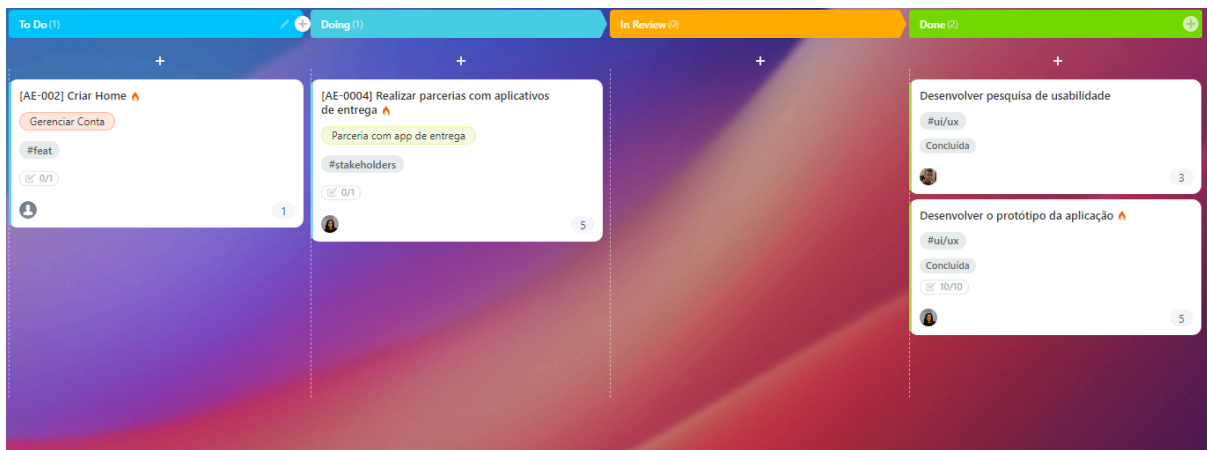 To Do (1)
Doing (1)
In Review (0)
Done (2)
[AE-002] Criar Home
Gerenciar Conta
#feat
0/1
1
[AE-0004] Realizar parcerias com aplicativos
de entrega
Parceria com app de entrega
#stakeholders
0/1
5
Desenvolver pesquisa de usabilidade
#ui/ux
Concluída
3
Desenvolver o protótipo da aplicação
#ui/ux
Concluída
10/10
5